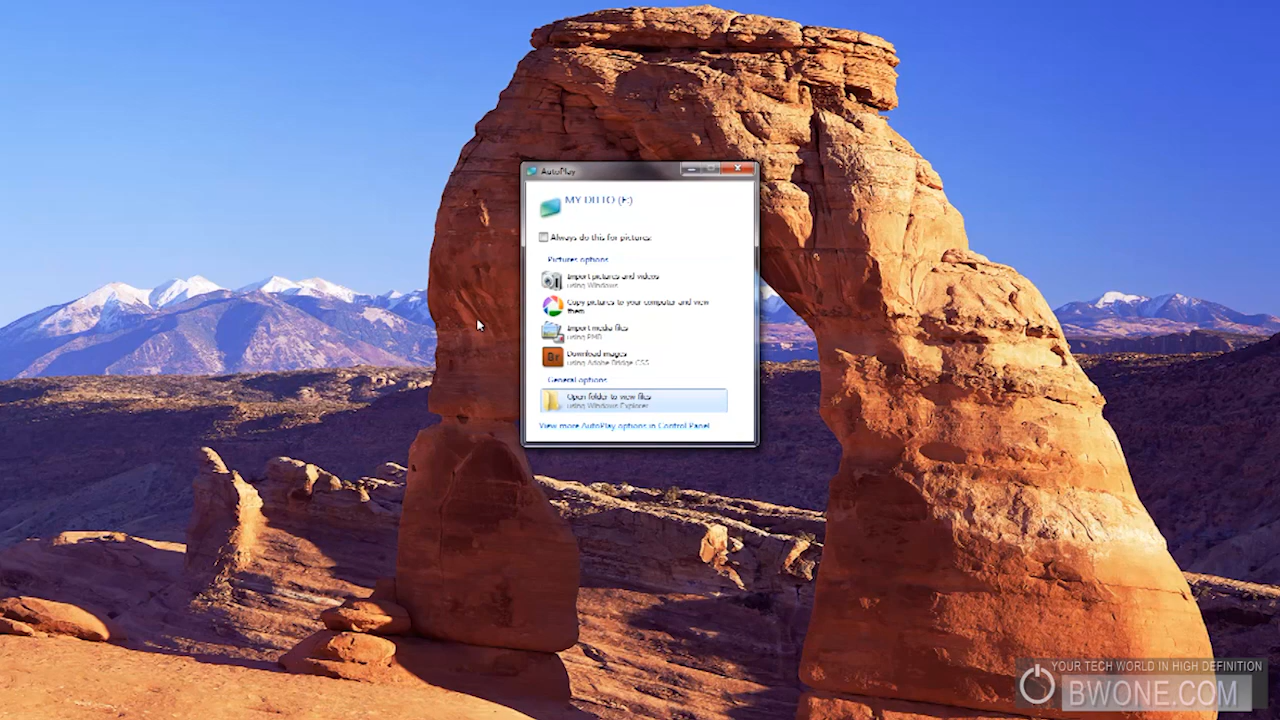 AutoPlay
MY DITTO (F:)
Always do this for pictures:
Pictures options
Import pictures and videos
using Windows
Copy pictures to your computer and view
them
Import media files
using PMB
Download images
using Adobe Bridge CS5
General options
Open folder to view files
using Windows Explorer
View more AutoPlay options in Control Panel
YOUR TECH WORLD IN HIGH DEFINITION
BWONE.COM